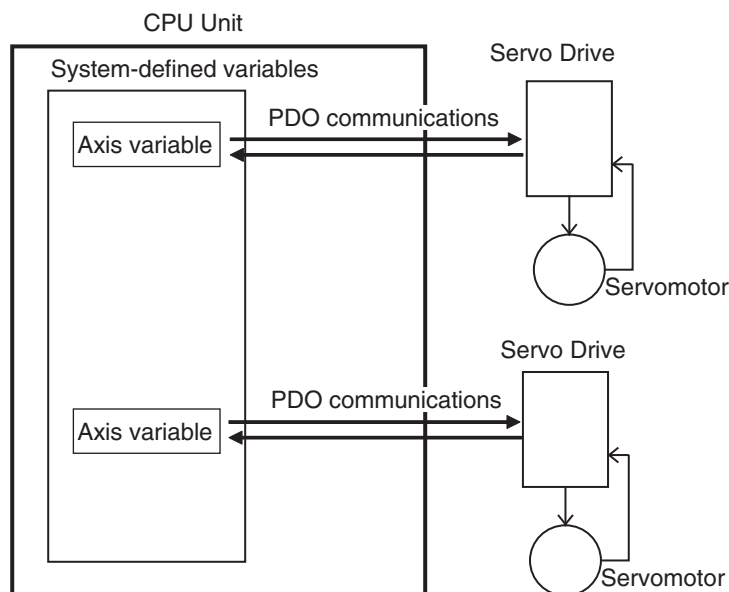 CPU Unit
System-defined variables
Servo Drive
PDO communications
Axis variable
Servomotor
Servo Drive
PDO communications
Axis variable
Servomotor